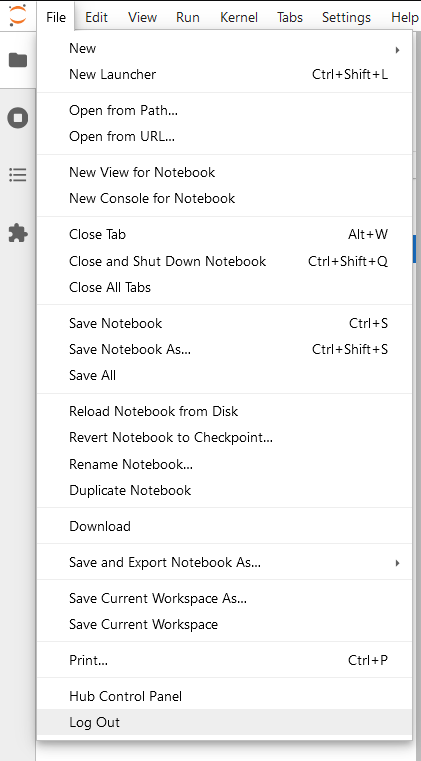 File Edit View Run Kernel Tabs Settings Help
New
New Launcher Ctrl+Shift+L
Open from Path...
Open from URL...
New View for Notebook
New Console for Notebook
Close Tab Alt+W
Close and Shut Down Notebook Ctrl+Shift+Q
Close All Tabs
Save Notebook Ctrl+S
Save Notebook As... Ctrl+Shift+S
Save All
Reload Notebook from Disk
Revert Notebook to Checkpoint...
Rename Notebook...
Duplicate Notebook
Download
Save and Export Notebook As...
Save Current Workspace As...
Save Current Workspace
Print... Ctrl+P
Hub Control Panel
Log Out